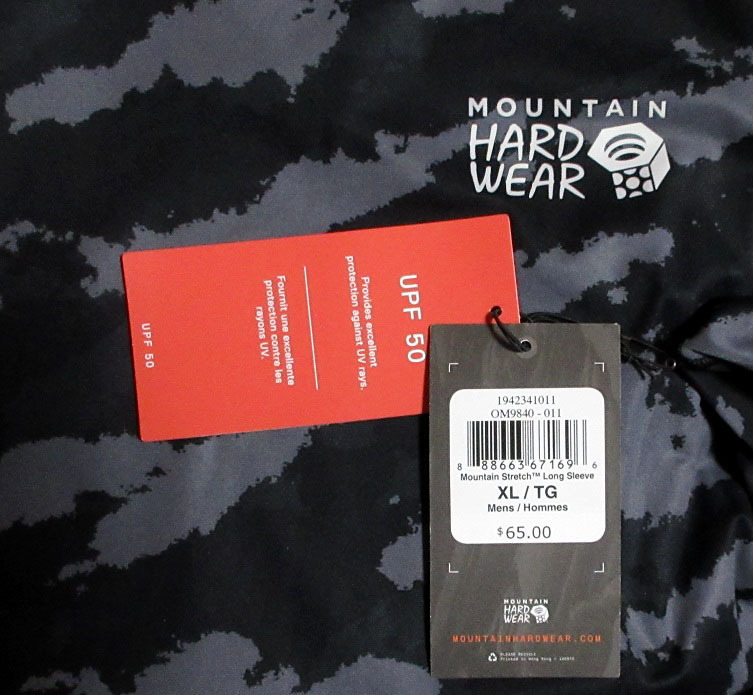 MOUNTAIN
HARD
WEAR
UPF 50
Provides excellent
protection against UV rays.
Fournit une excellente
protection contre les
rayons UV.
UPF 50
1942341011
OM9840 - 011
8 88663 67169 6
Mountain Stretch™ Long Sleeve
XL / TG
Mens / Hommes
$65.00
MOUNTAIN
HARD
WEAR
MOUNTAINHARDWEAR.COM
PLEASE RECYCLE
Printed in Hong Kong